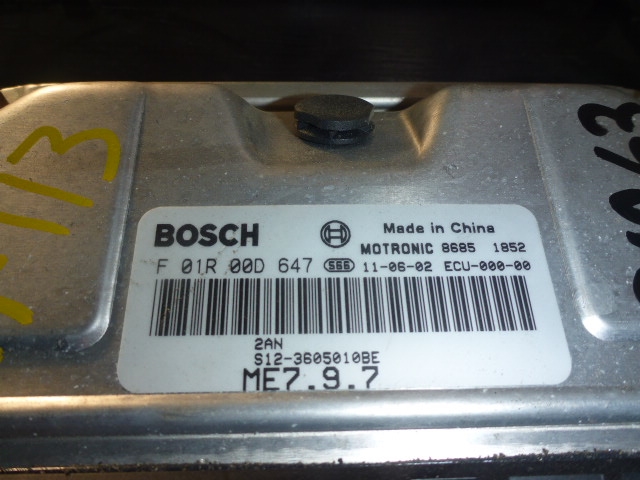 BOSCH
Made in China
MOTRONIC 8685 1852
F 01R 00D 647 566 11-06-02 ECU-000-00
2AN
S12-3605010BE
ME7.9.7